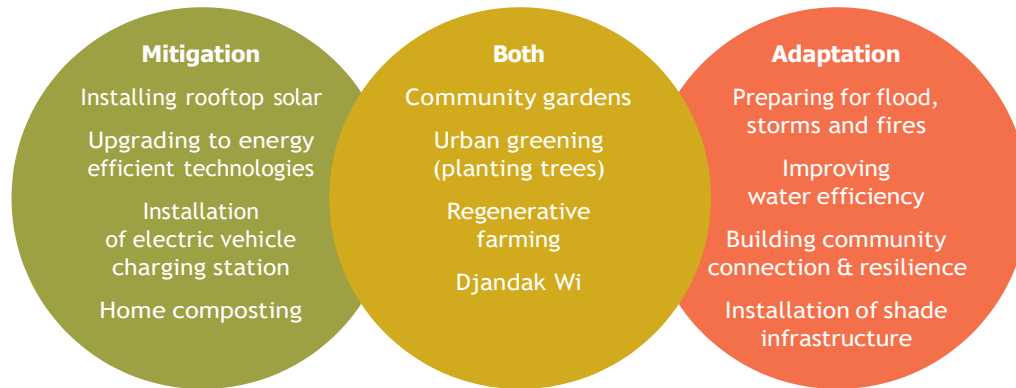 Mitigation
Installing rooftop solar
Upgrading to energy
efficient technologies
Installation
of electric vehicle
charging station
Home composting
Both
Community gardens
Urban greening
(planting trees)
Regenerative
farming
Djandak Wi
Adaptation
Preparing for flood,
storms and fires
Improving
water efficiency
Building community
connection & resilience
Installation of shade
infrastructure